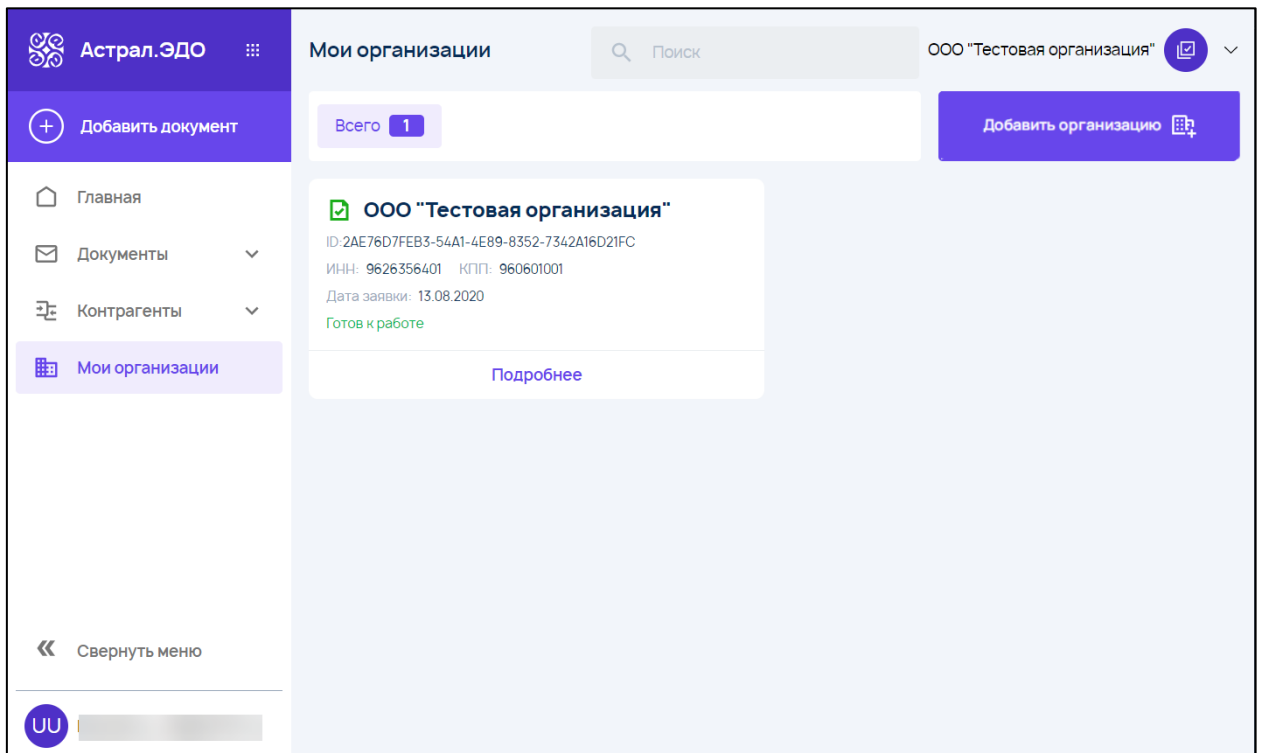 Астрал.ЭДО
Добавить документ
Главная
Документы
Контрагенты
Мои организации
Свернуть меню
UU
Мои организации
Поиск
ООО "Тестовая организация"
Всего 1
Добавить организацию
ООО "Тестовая организация"
ID:2AE76D7FEB3-54A1-4E89-8352-7342A16D21FC
ИНН: 9626356401 КПП: 960601001
Дата заявки: 13.08.2020
Готов к работе
Подробнее